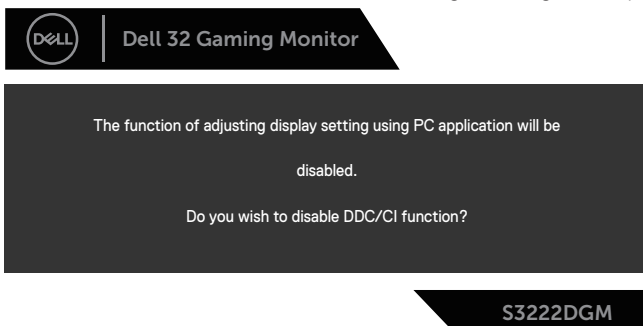 DELL
Dell 32 Gaming Monitor
The function of adjusting display setting using PC application will be
disabled.
Do you wish to disable DDC/CI function?
S3222DGM